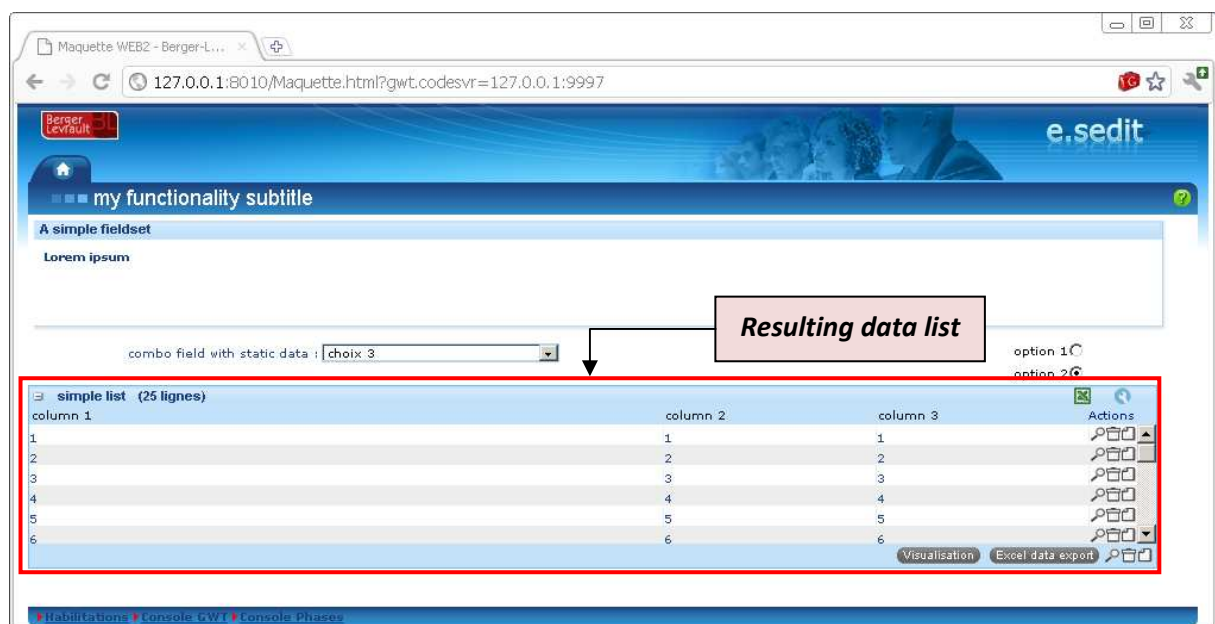 Maquette WEB2 - Berger-L...
127.0.0.1:8010/Maquette.html?gwt.codesvr=127.0.0.1:9997
Berger
Levrault BL
e.sedit
my functionality subtitle
A simple fieldset
Lorem ipsum
Resulting data list
combo field with static data : choix 3
option 1
option 2
simple list (25 lignes)
column 1 column 2 column 3 Actions
1 1 1
2 2 2
3 3 3
4 4 4
5 5 5
6 6 6
Visualisation Excel data export
Habilitations Console GWT Console Phases